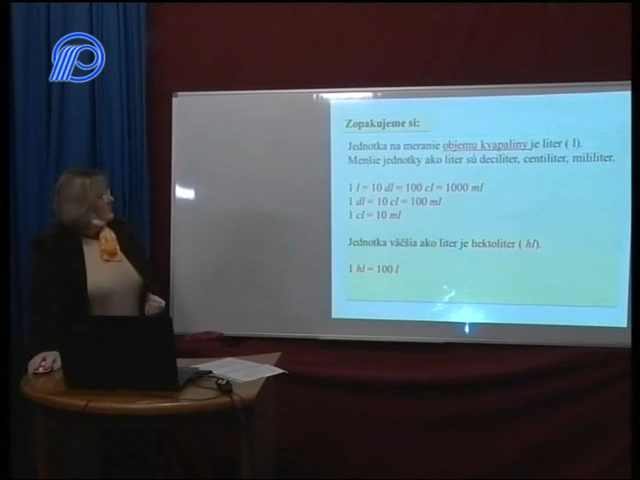 Zopakujeme si:
Jednotka na meranie objemu kvapaliny je liter ( l).
Menšie jednotky ako liter sú deciliter, centiliter, mililiter.
1 l = 10 dl = 100 cl = 1000 ml
1 dl = 10 cl = 100 ml
1 cl = 10 ml
Jednotka väčšia ako liter je hektoliter ( hl).
1 hl = 100 l